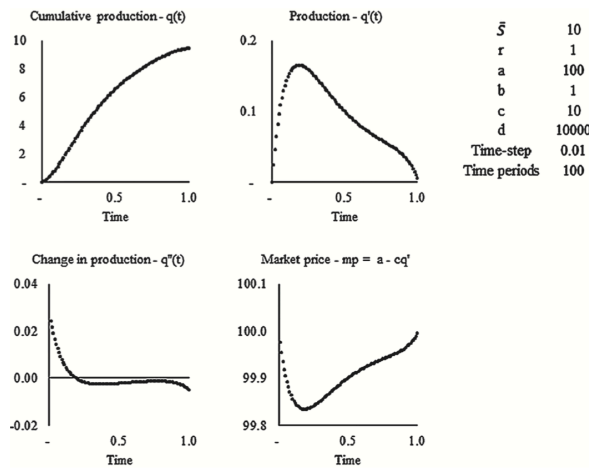 Cumulative production - q(t)
10
8
6
4
2
-
- 0.5 1.0
Time
Production - q'(t)
0.2
0.1
-
- 0.5 1.0
Time
S̄ 10
r 1
a 100
b 1
c 10
d 10000
Time-step 0.01
Time periods 100
Change in production - q"(t)
0.04
0.02
0.00
-0.02
- 0.5 1.0
Time
Market price - mp = a - cq'
100.1
100.0
99.9
99.8
- 0.5 1.0
Time